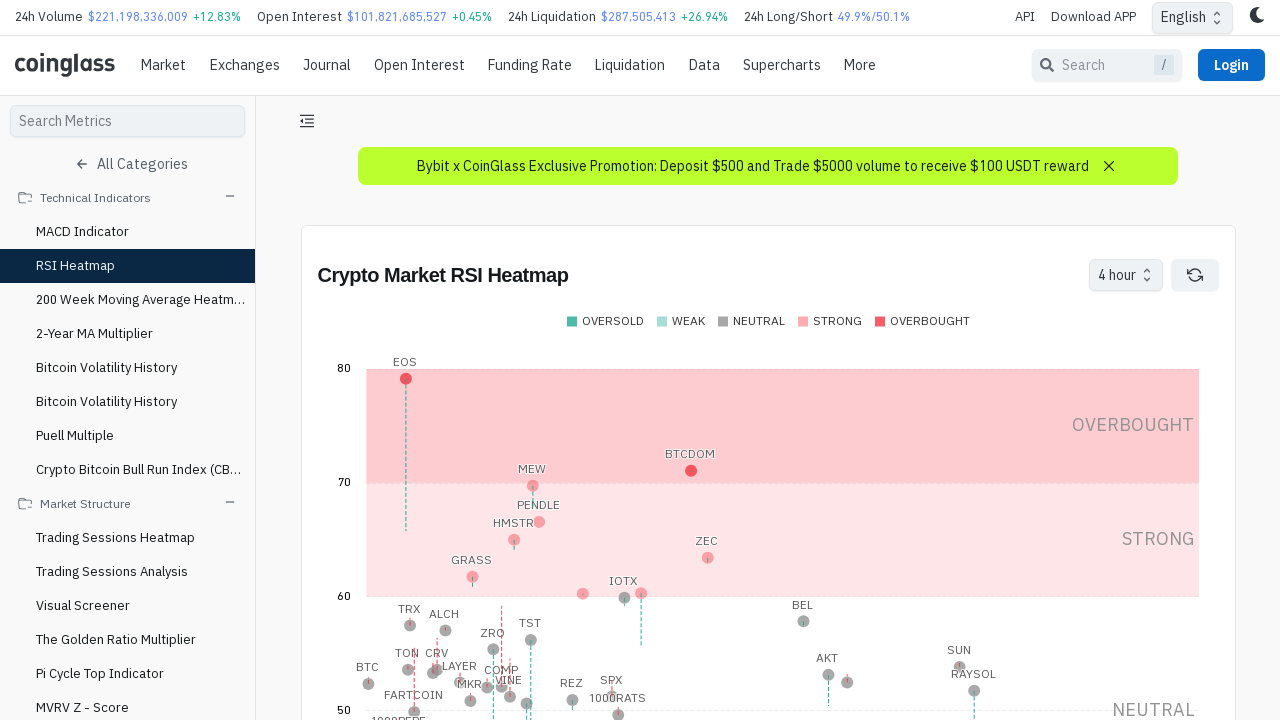 24h Volume $221,198,336,009 +12.83% Open Interest $101,821,685,527 +0.45% 24h Liquidation $287,505,413 +26.94% 24h Long/Short 49.9%/50.1% API Download APP English
coinglass Market Exchanges Journal Open Interest Funding Rate Liquidation Data Supercharts More Search / Login
Search Metrics
All Categories
Technical Indicators
MACD Indicator
RSI Heatmap
200 Week Moving Average Heatm...
2-Year MA Multiplier
Bitcoin Volatility History
Bitcoin Volatility History
Puell Multiple
Crypto Bitcoin Bull Run Index (CB...
Market Structure
Trading Sessions Heatmap
Trading Sessions Analysis
Visual Screener
The Golden Ratio Multiplier
Pi Cycle Top Indicator
MVRV Z - Score
Bybit x CoinGlass Exclusive Promotion: Deposit $500 and Trade $5000 volume to receive $100 USDT reward
Crypto Market RSI Heatmap
4 hour
OVERSOLD WEAK NEUTRAL STRONG OVERBOUGHT
80
EOS
OVERBOUGHT
BTCDOM
MEW
70
PENDLE
HMSTR
STRONG
ZEC
GRASS
IOTX
60
TRX
ALCH
BEL
TST
ZRO
TON
CRV
SUN
AKT
BTC
LAYER
COMP
RAYSOL
VINE
SPX
MKR
REZ
FARTCOIN
1000RATS
50
NEUTRAL
1000PEPE